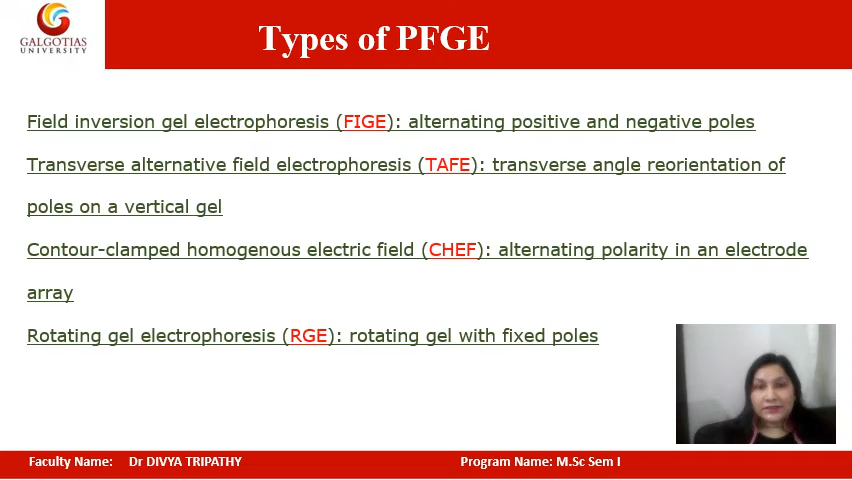 GALGOTIAS
UNIVERSITY
Types of PFGE
Field inversion gel electrophoresis (FIGE): alternating positive and negative poles
Transverse alternative field electrophoresis (TAFE): transverse angle reorientation of
poles on a vertical gel
Contour-clamped homogenous electric field (CHEF): alternating polarity in an electrode
array
Rotating gel electrophoresis (RGE): rotating gel with fixed poles
Faculty Name: Dr DIVYA TRIPATHY
Program Name: M.Sc Sem I